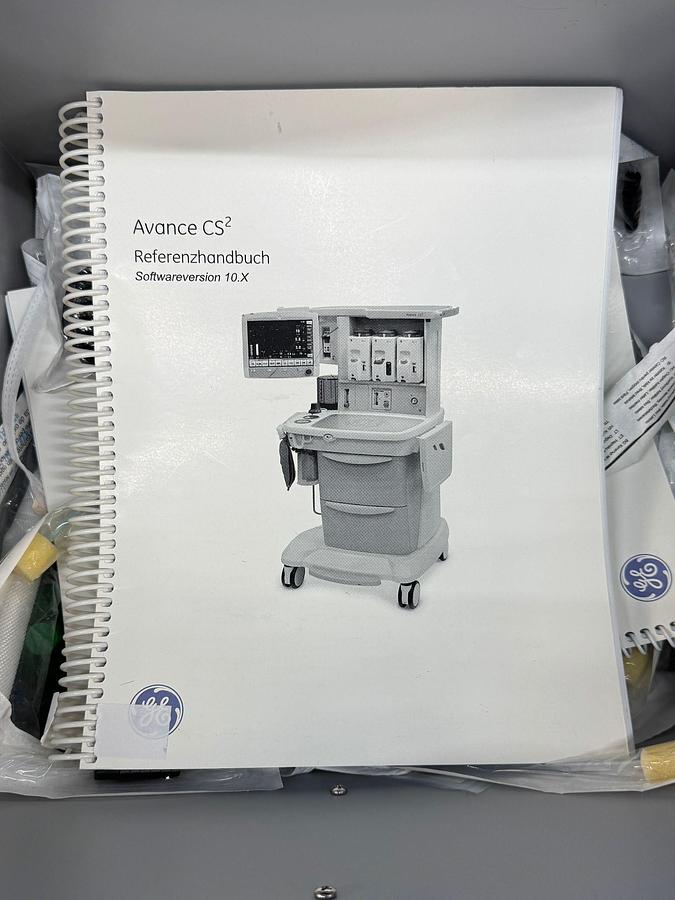 Avance CS²
Referenzhandbuch
Softwareversion 10.X